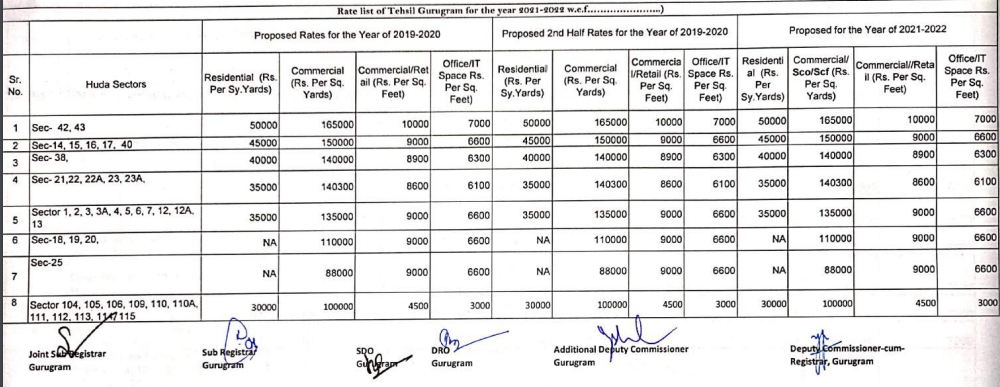 Rate list of Tehsil Gurugram for the year 2021-2022 w.e.f.....................)
Proposed Rates for the Year of 2019-2020 Proposed 2nd Half Rates for the Year of 2019-2020 Proposed for the Year of 2021-2022
Sr. No. Huda Sectors Residential (Rs. Per Sy.Yards) Commercial (Rs. Per Sq. Yards) Commercial/Retail (Rs. Per Sq. Feet) Office/IT Space Rs. Per Sq. Feet) Residential (Rs. Per Sy.Yards) Commercial (Rs. Per Sq. Yards) Commercial/Retail (Rs. Per Sq. Feet) Office/IT Space Rs. Per Sq. Feet) Residential (Rs. Per Sy.Yards) Commercial/ Sco/Scf (Rs. Per Sq. Yards) Commercial//Retail (Rs. Per Sq. Feet) Office/IT Space Rs. Per Sq. Feet)
1 Sec- 42, 43 50000 165000 10000 7000 50000 165000 10000 7000 50000 165000 10000 7000
2 Sec-14, 15, 16, 17, 40 45000 150000 9000 6600 45000 150000 9000 6600 45000 150000 9000 6600
3 Sec- 38, 40000 140000 8900 6300 40000 140000 8900 6300 40000 140000 8900 6300
4 Sec- 21,22, 22A, 23, 23A, 35000 140300 8600 6100 35000 140300 8600 6100 35000 140300 8600 6100
5 Sector 1, 2, 3, 3A, 4, 5, 6, 7, 12, 12A, 13 35000 135000 9000 6600 35000 135000 9000 6600 35000 135000 9000 6600
6 Sec-18, 19, 20, NA 110000 9000 6600 NA 110000 9000 6600 NA 110000 9000 6600
7 Sec-25 NA 88000 9000 6600 NA 88000 9000 6600 NA 88000 9000 6600
8 Sector 104, 105, 106, 109, 110, 110A, 111, 112, 113, 115 30000 100000 4500 3000 30000 100000 4500 3000 30000 100000 4500 3000
Joint Sub Registrar Sub Registrar SDO DRO Additional Deputy Commissioner Deputy Commissioner-cum-
Gurugram Gurugram Gurugram Gurugram Gurugram Registrar, Gurugram